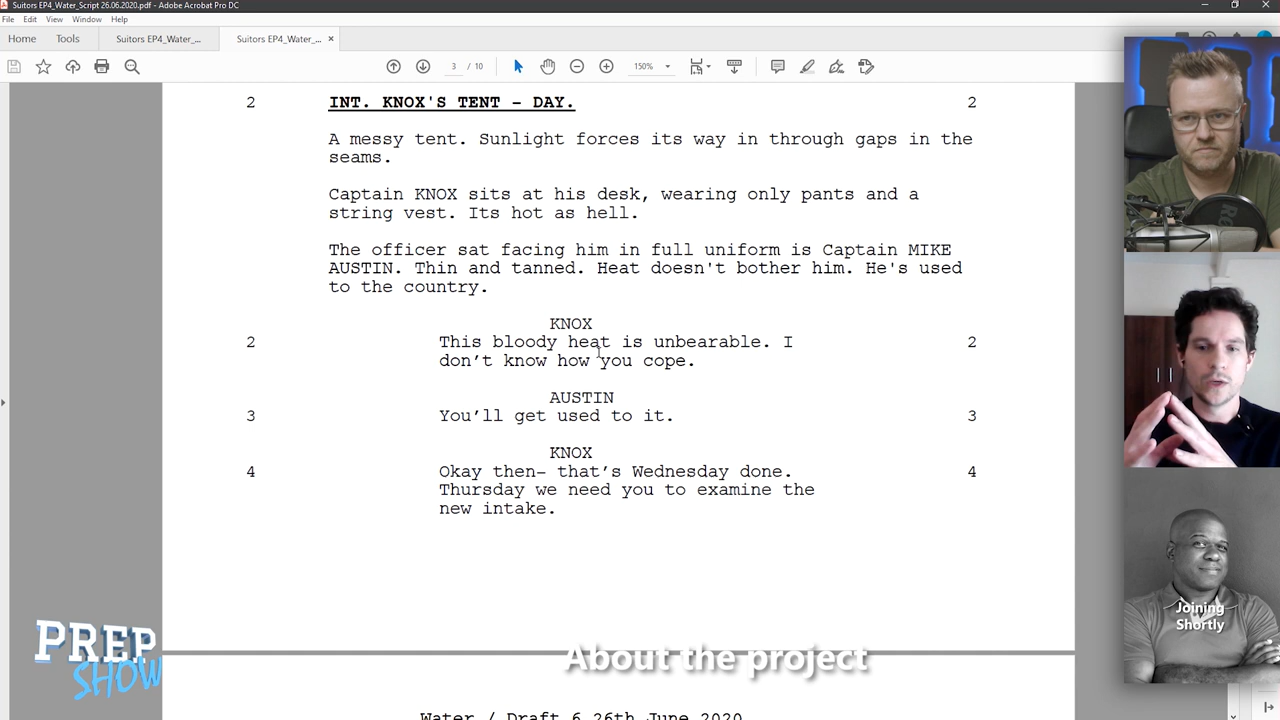 Suitors EP4_Water_Script 26.06.2020.pdf - Adobe Acrobat Pro DC
File Edit View Window Help
Home Tools Suitors EP4_Water_... Suitors EP4_Water_... ×
3 / 10 150%
2 INT. KNOX'S TENT – DAY. 2
A messy tent. Sunlight forces its way in through gaps in the
seams.
Captain KNOX sits at his desk, wearing only pants and a
string vest. Its hot as hell.
The officer sat facing him in full uniform is Captain MIKE
AUSTIN. Thin and tanned. Heat doesn't bother him. He's used
to the country.
KNOX
2 This bloody heat is unbearable. I 2
don’t know how you cope.
AUSTIN
3 You’ll get used to it. 3
KNOX
4 Okay then– that’s Wednesday done. 4
Thursday we need you to examine the
new intake.
Joining
Shortly
PREP
SHOW
About the project
Water / Draft 6 26th June 2020